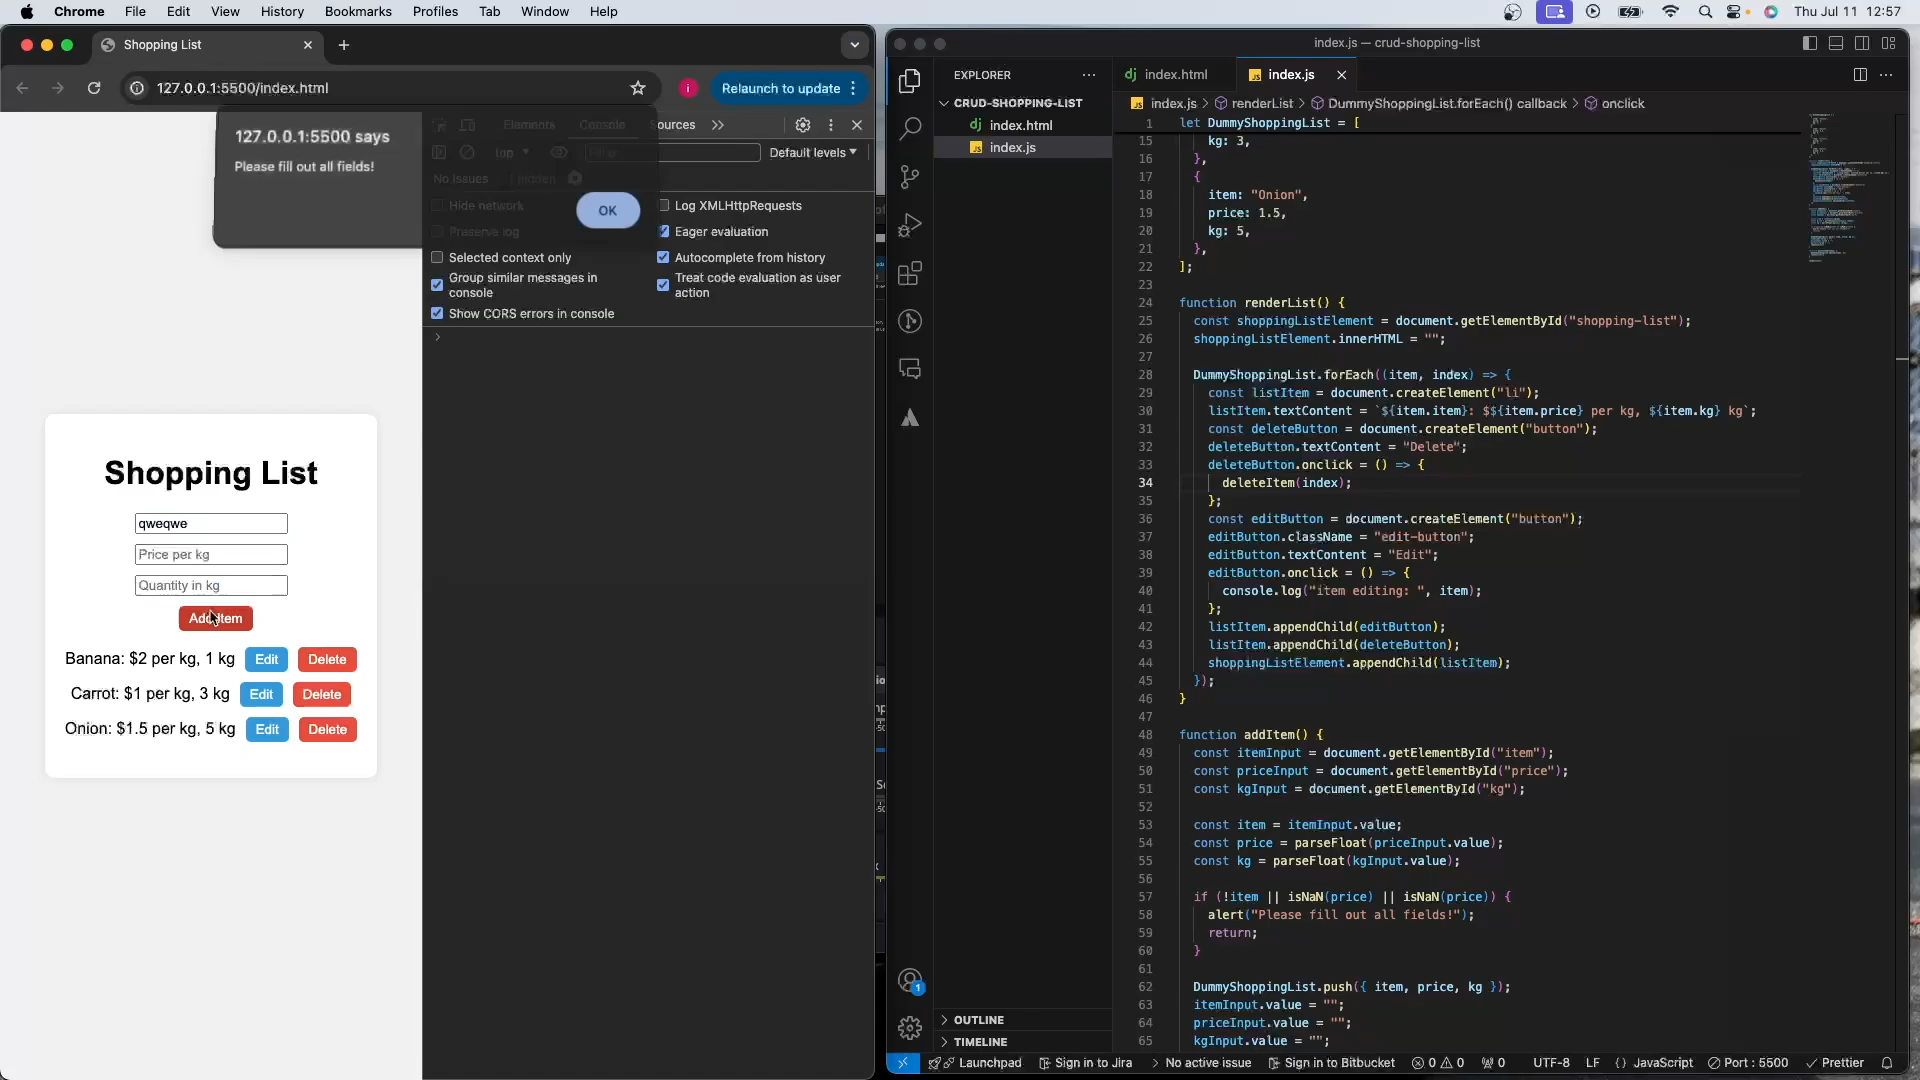 Chrome File Edit View History Bookmarks Profiles Tab Window Help
Thu Jul 11 12:57
Shopping List
127.0.0.1:5500/index.html
Relaunch to update
127.0.0.1:5500 says
Please fill out all fields!
OK
Elements Console Sources
top Filter Default levels
No Issues 1 hidden
Hide network
Log XMLHttpRequests
Preserve log
Eager evaluation
Selected context only
Autocomplete from history
Group similar messages in console
Treat code evaluation as user action
Show CORS errors in console
Shopping List
qweqwe
Price per kg
Quantity in kg
Add Item
Banana: $2 per kg, 1 kg Edit Delete
Carrot: $1 per kg, 3 kg Edit Delete
Onion: $1.5 per kg, 5 kg Edit Delete
index.js — crud-shopping-list
EXPLORER
CRUD-SHOPPING-LIST
index.html
index.js
OUTLINE
TIMELINE
index.html index.js
index.js > renderList > DummyShoppingList.forEach() callback > onclick
1 let DummyShoppingList = [
15 kg: 3,
16 },
17 {
18 item: "Onion",
19 price: 1.5,
20 kg: 5,
21 },
22 ];
23
24 function renderList() {
25 const shoppingListElement = document.getElementById("shopping-list");
26 shoppingListElement.innerHTML = "";
27
28 DummyShoppingList.forEach((item, index) => {
29 const listItem = document.createElement("li");
30 listItem.textContent = `${item.item}: $${item.price} per kg, ${item.kg} kg`;
31 const deleteButton = document.createElement("button");
32 deleteButton.textContent = "Delete";
33 deleteButton.onclick = () => {
34 deleteItem(index);
35 };
36 const editButton = document.createElement("button");
37 editButton.className = "edit-button";
38 editButton.textContent = "Edit";
39 editButton.onclick = () => {
40 console.log("item editing: ", item);
41 };
42 listItem.appendChild(editButton);
43 listItem.appendChild(deleteButton);
44 shoppingListElement.appendChild(listItem);
45 });
46 }
47
48 function addItem() {
49 const itemInput = document.getElementById("item");
50 const priceInput = document.getElementById("price");
51 const kgInput = document.getElementById("kg");
52
53 const item = itemInput.value;
54 const price = parseFloat(priceInput.value);
55 const kg = parseFloat(kgInput.value);
56
57 if (!item || isNaN(price) || isNaN(price)) {
58 alert("Please fill out all fields!");
59 return;
60 }
61
62 DummyShoppingList.push({ item, price, kg });
63 itemInput.value = "";
64 priceInput.value = "";
65 kgInput.value = "";
1
Launchpad Sign in to Jira No active issue Sign in to Bitbucket 0 0 0 UTF-8 LF {} JavaScript Port : 5500 Prettier